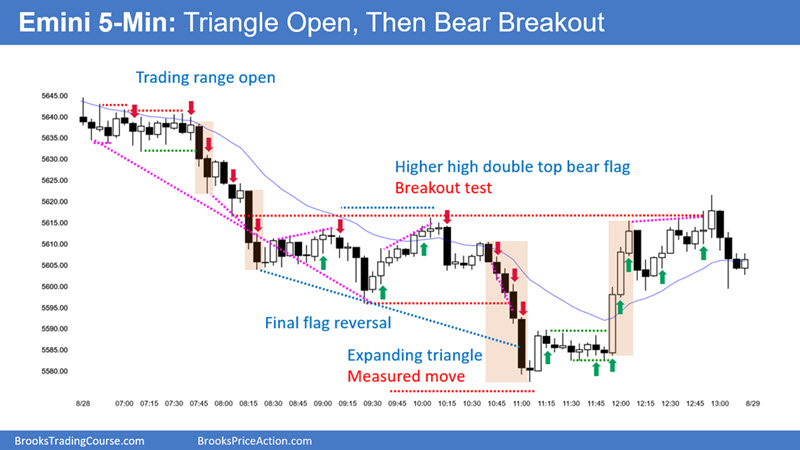 Emini 5-Min: Triangle Open, Then Bear Breakout
Trading range open
5645.00
5640.00
5635.00
5630.00
5625.00
5620.00
5615.00
5610.00
5605.00
5600.00
5595.00
5590.00
5585.00
5580.00
Higher high double top bear flag
Breakout test
Final flag reversal
Expanding triangle
Measured move
8/28 07:00 07:15 07:30 07:45 08:00 08:15 08:30 08:45 09:00 09:15 09:30 09:45 10:00 10:15 10:30 10:45 11:00 11:15 11:30 11:45 12:00 12:15 12:30 12:45 13:00 8/29
BrooksTradingCourse.com BrooksPriceAction.com